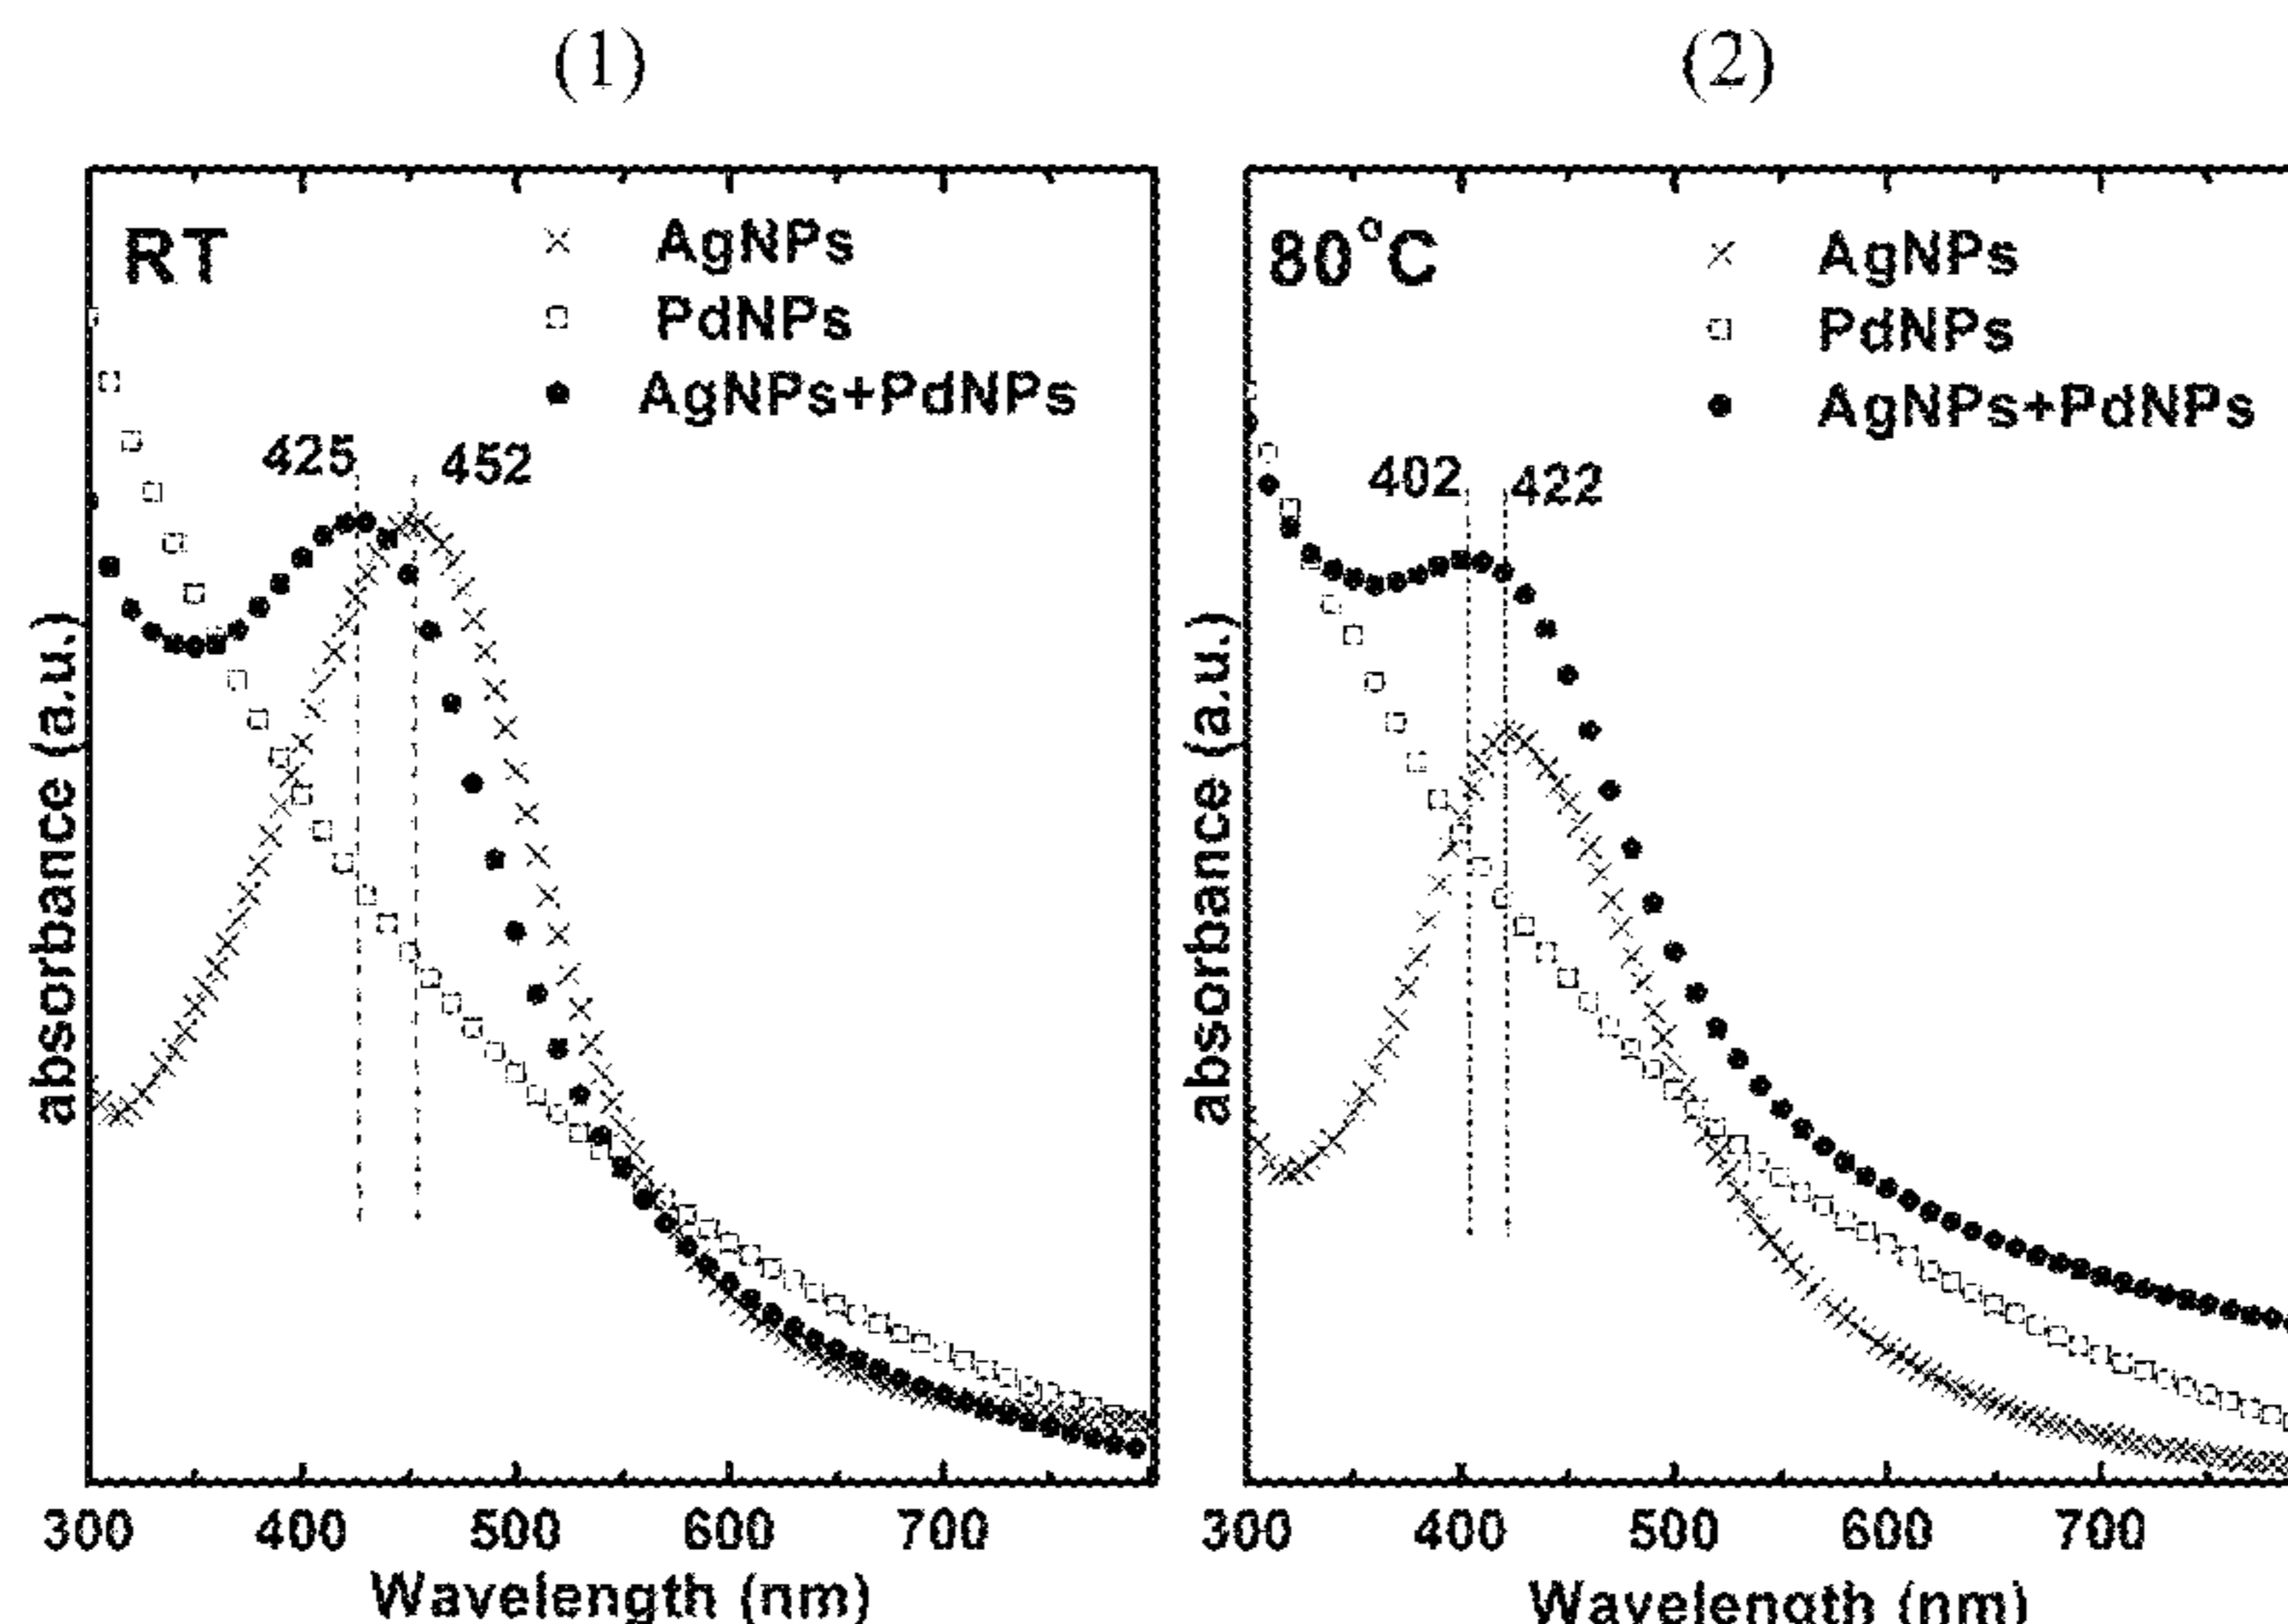 (1)
(2)
RT
AgNPs
PdNPs
AgNPs+PdNPs
425
452
absorbance (a.u.)
300
400
500
600
700
Wavelength (nm)
80°C
AgNPs
PdNPs
AgNPs+PdNPs
402
422
absorbance (a.u.)
300
400
500
600
700
Wavelength (nm)